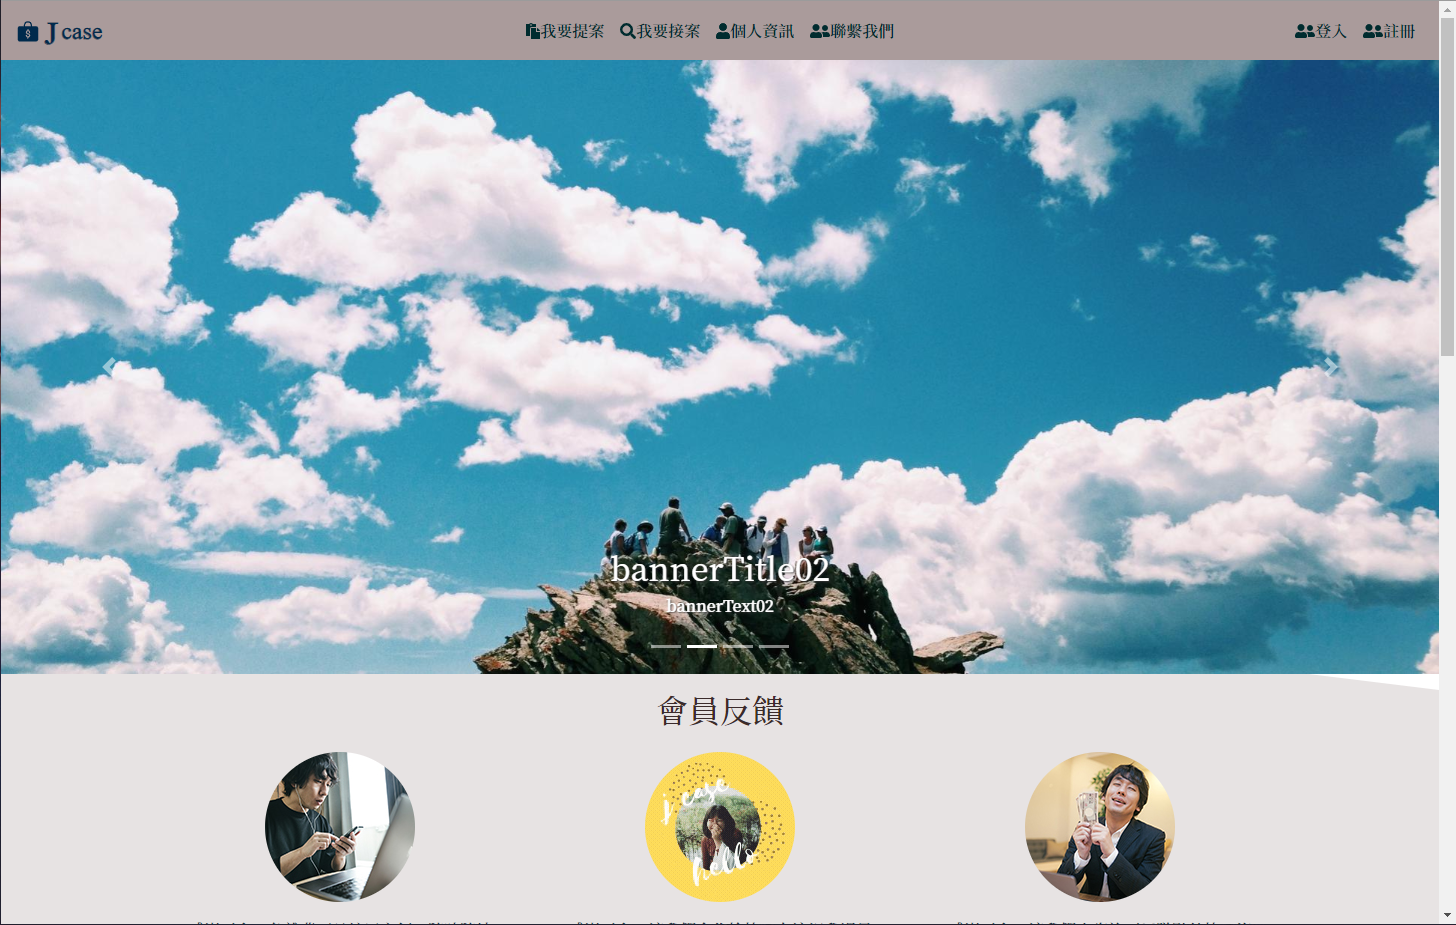 J case
我要提案 我要接案 個人資訊 聯繫我們
登入 註冊
bannerTitle02
bannerText02
會員反饋
j case
hello